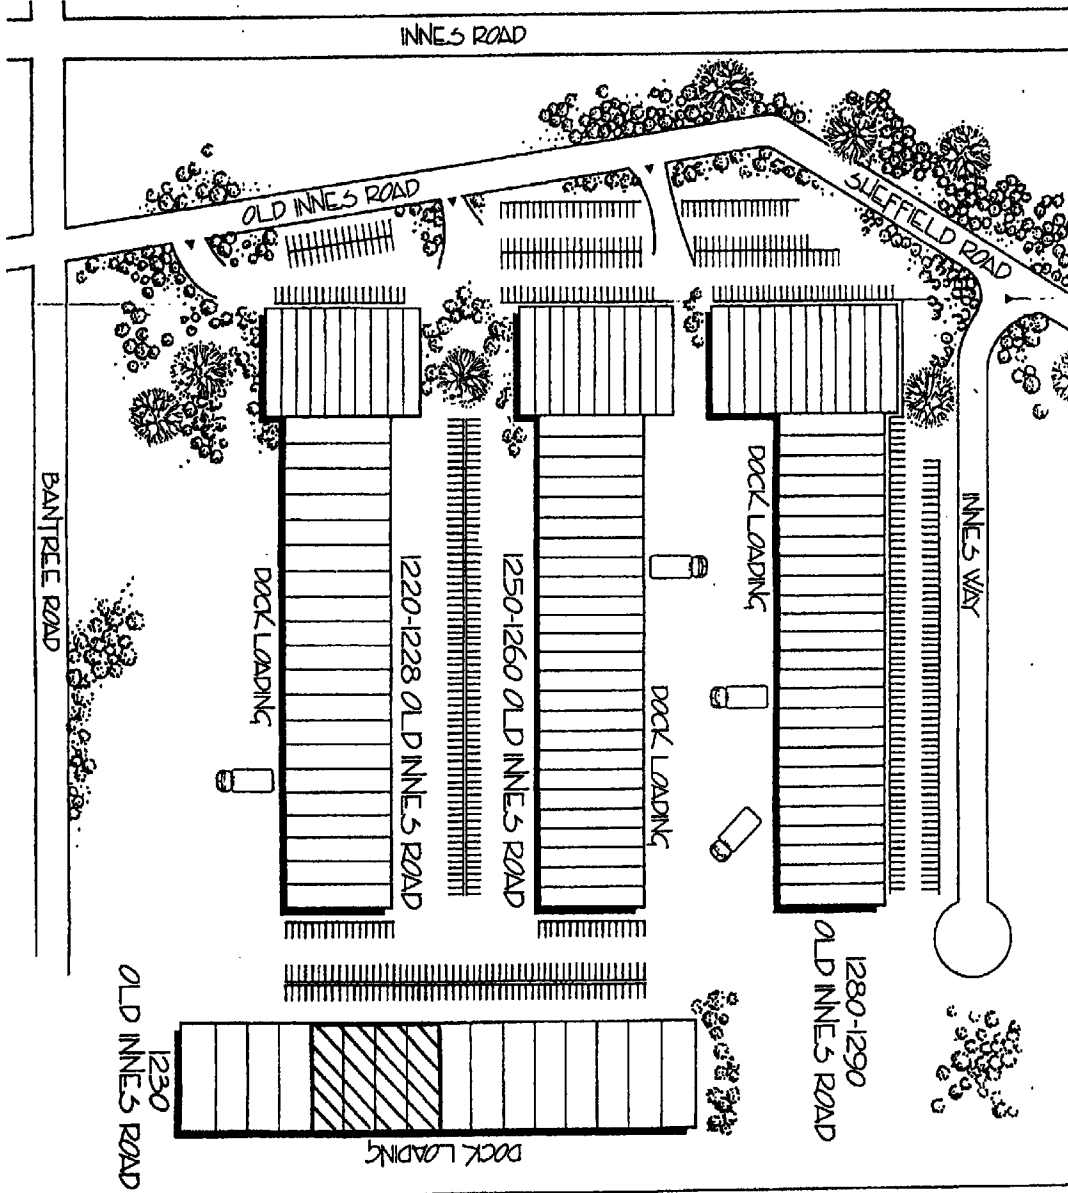 INNES ROAD
OLD INNES ROAD
SHEFFIELD ROAD
BANTREE ROAD
DOCK LOADING
1220-1228 OLD INNES ROAD
1250-1260 OLD INNES ROAD
DOCK LOADING
DOCK LOADING
INNES WAY
1280-1290
OLD INNES ROAD
1230
OLD INNES ROAD
DOCK LOADING